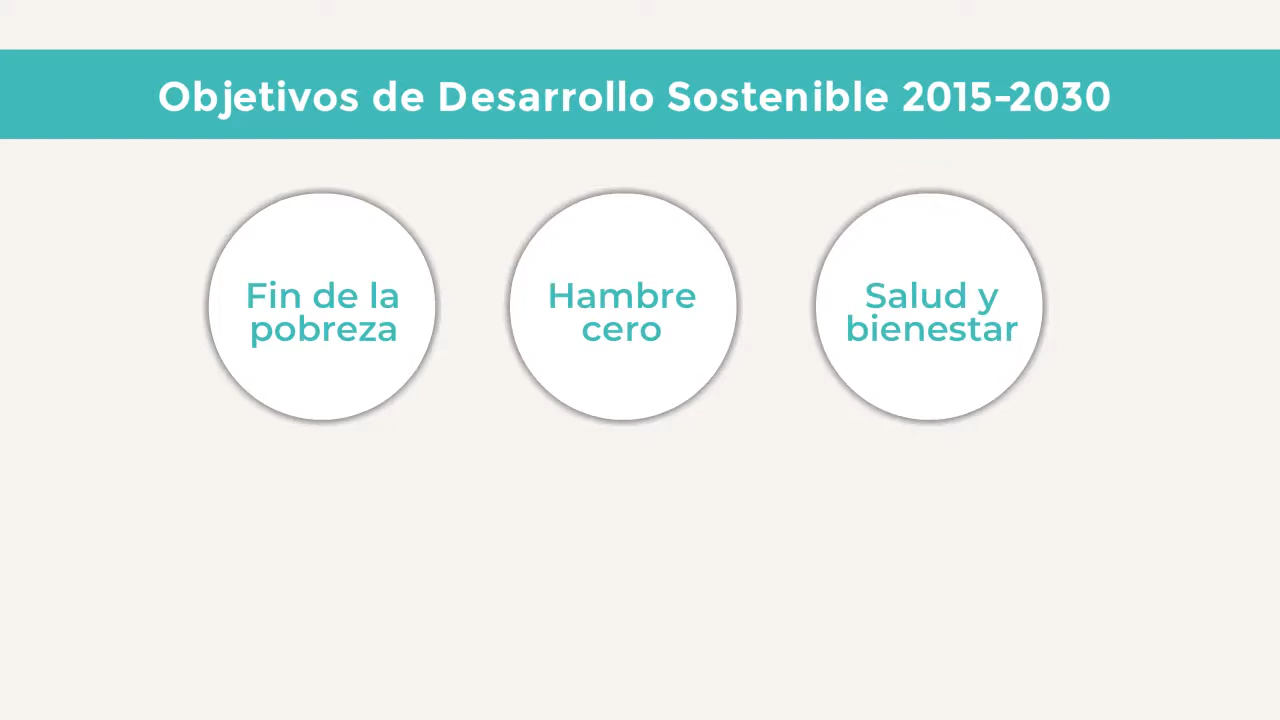 Objetivos de Desarrollo Sostenible 2015-2030
Fin de la
pobreza
Hambre
cero
Salud y
bienestar